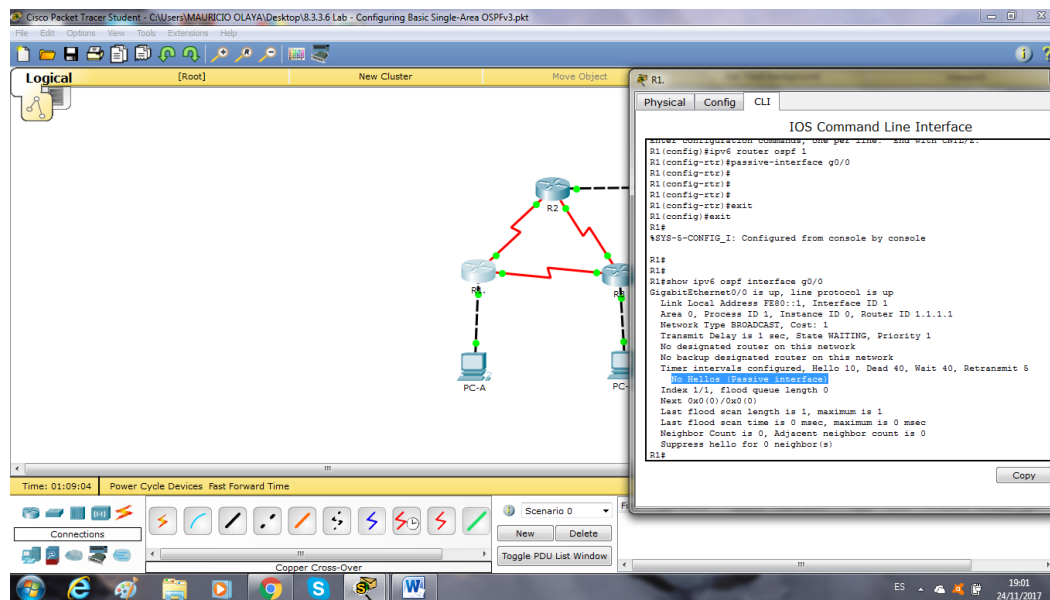 Cisco Packet Tracer Student - C:\Users\MAURICIO OLAYA\Desktop\8.3.3.6 Lab - Configuring Basic Single-Area OSPFv3.pkt
File Edit Options View Tools Extensions Help
Logical
[Root]
New Cluster
Move Object
R1.
Physical Config CLI
IOS Command Line Interface
Enter configuration commands, one per line. End with CNTL/Z.
R1(config)#ipv6 router ospf 1
R1(config-rtr)#passive-interface g0/0
R1(config-rtr)#
R1(config-rtr)#
R1(config-rtr)#
R1(config-rtr)#exit
R1(config)#exit
R1#
%SYS-5-CONFIG_I: Configured from console by console
R1#
R1#
R1#show ipv6 ospf interface g0/0
GigabitEthernet0/0 is up, line protocol is up
Link Local Address FE80::1, Interface ID 1
Area 0, Process ID 1, Instance ID 0, Router ID 1.1.1.1
Network Type BROADCAST, Cost: 1
Transmit Delay is 1 sec, State WAITING, Priority 1
No designated router on this network
No backup designated router on this network
Timer intervals configured, Hello 10, Dead 40, Wait 40, Retransmit 5
No Hellos (Passive interface)
Index 1/1, flood queue length 0
Next 0x0(0)/0x0(0)
Last flood scan length is 1, maximum is 1
Last flood scan time is 0 msec, maximum is 0 msec
Neighbor Count is 0, Adjacent neighbor count is 0
Suppress hello for 0 neighbor(s)
R1#
Copy
R2
R1.
R3
PC-A
PC-
Time: 01:09:04 Power Cycle Devices Fast Forward Time
Connections
Copper Cross-Over
Scenario 0
New Delete
Toggle PDU List Window
ES
19:01
24/11/2017